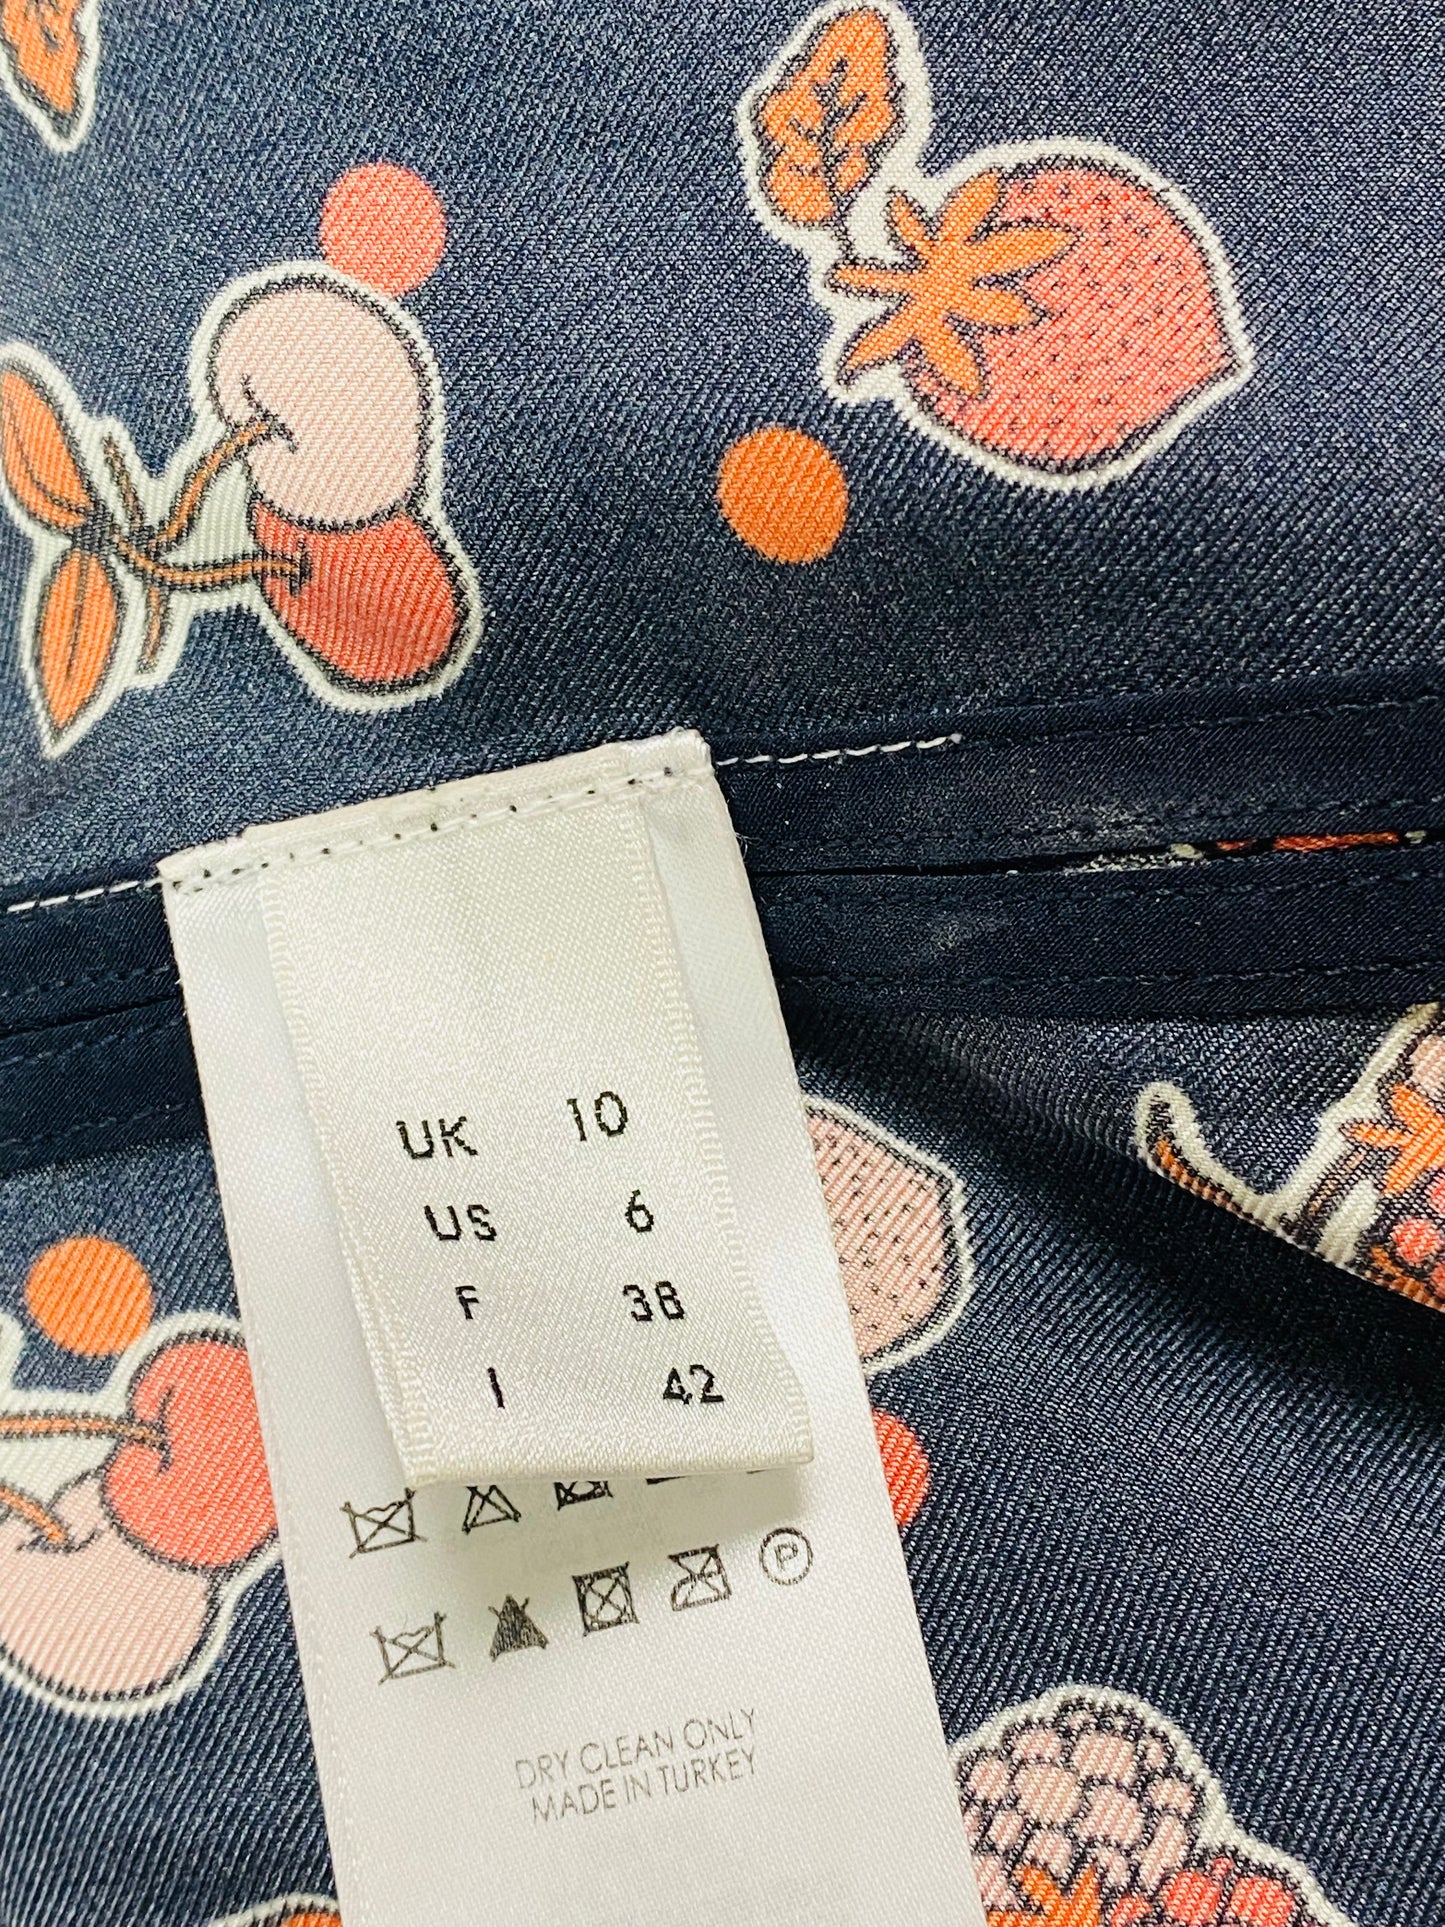 UK 10
US 6
F 38
I 42
P
DRY CLEAN ONLY
MADE IN TURKEY